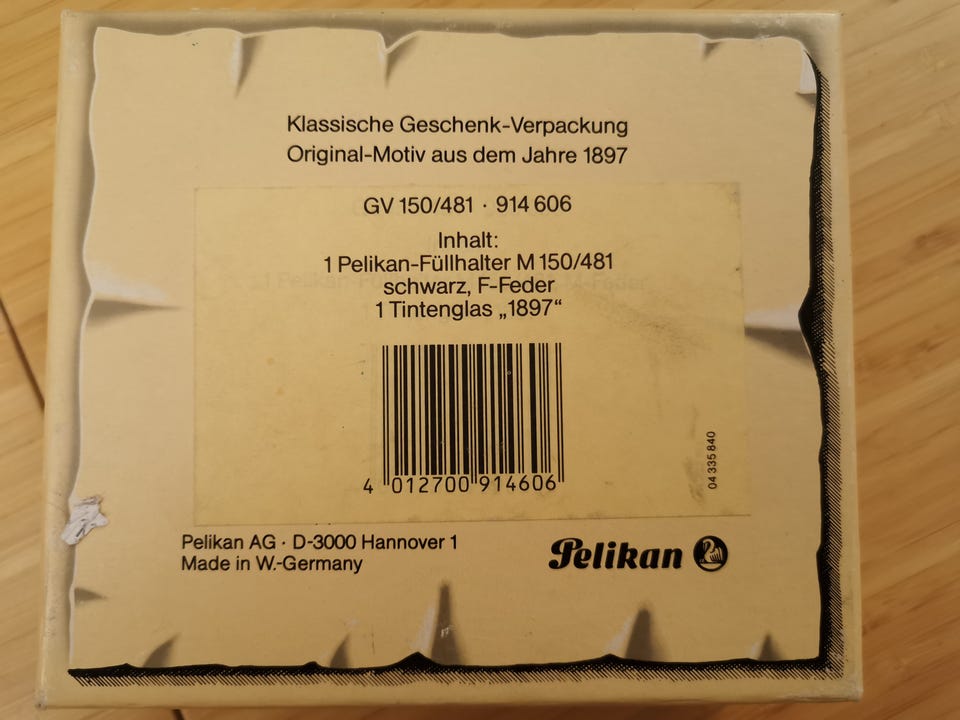 Klassische Geschenk-Verpackung
Original-Motiv aus dem Jahre 1897
GV 150/481 · 914 606
Inhalt:
1 Pelikan-Füllhalter M 150/481
schwarz, F-Feder
1 Tintenglas „1897“
4 012700 914606
04 335 840
Pelikan AG · D-3000 Hannover 1
Made in W.-Germany
Pelikan